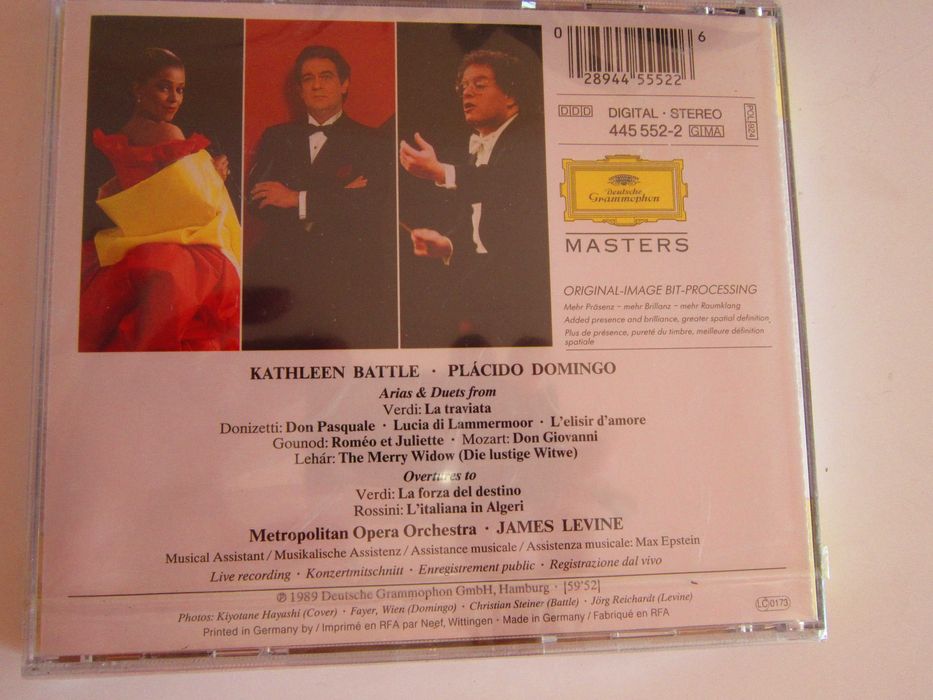 0 28944 55522 6
DDD DIGITAL · STEREO
445 552-2 GIMA
POL 924
Deutsche
Grammophon
MASTERS
ORIGINAL-IMAGE BIT-PROCESSING
Mehr Präsenz – mehr Brillanz – mehr Raumklang
Added presence and brilliance, greater spatial definition
Plus de présence, pureté du timbre, meilleure définition
spatiale
KATHLEEN BATTLE · PLÁCIDO DOMINGO
Arias & Duets from
Verdi: La traviata
Donizetti: Don Pasquale · Lucia di Lammermoor · L'elisir d'amore
Gounod: Roméo et Juliette · Mozart: Don Giovanni
Lehár: The Merry Widow (Die lustige Witwe)
Overtures to
Verdi: La forza del destino
Rossini: L'italiana in Algeri
Metropolitan Opera Orchestra · JAMES LEVINE
Musical Assistant / Musikalische Assistenz / Assistance musicale / Assistenza musicale: Max Epstein
Live recording · Konzertmitschnitt · Enregistrement public · Registrazione dal vivo
℗ 1989 Deutsche Grammophon GmbH, Hamburg · [59'52]
Photos: Kiyotane Hayashi (Cover) · Fayer, Wien (Domingo) · Christian Steiner (Battle) · Jörg Reichardt (Levine)
Printed in Germany by / Imprimé en RFA par Neef, Wittingen · Made in Germany / Fabriqué en RFA
LC 0173